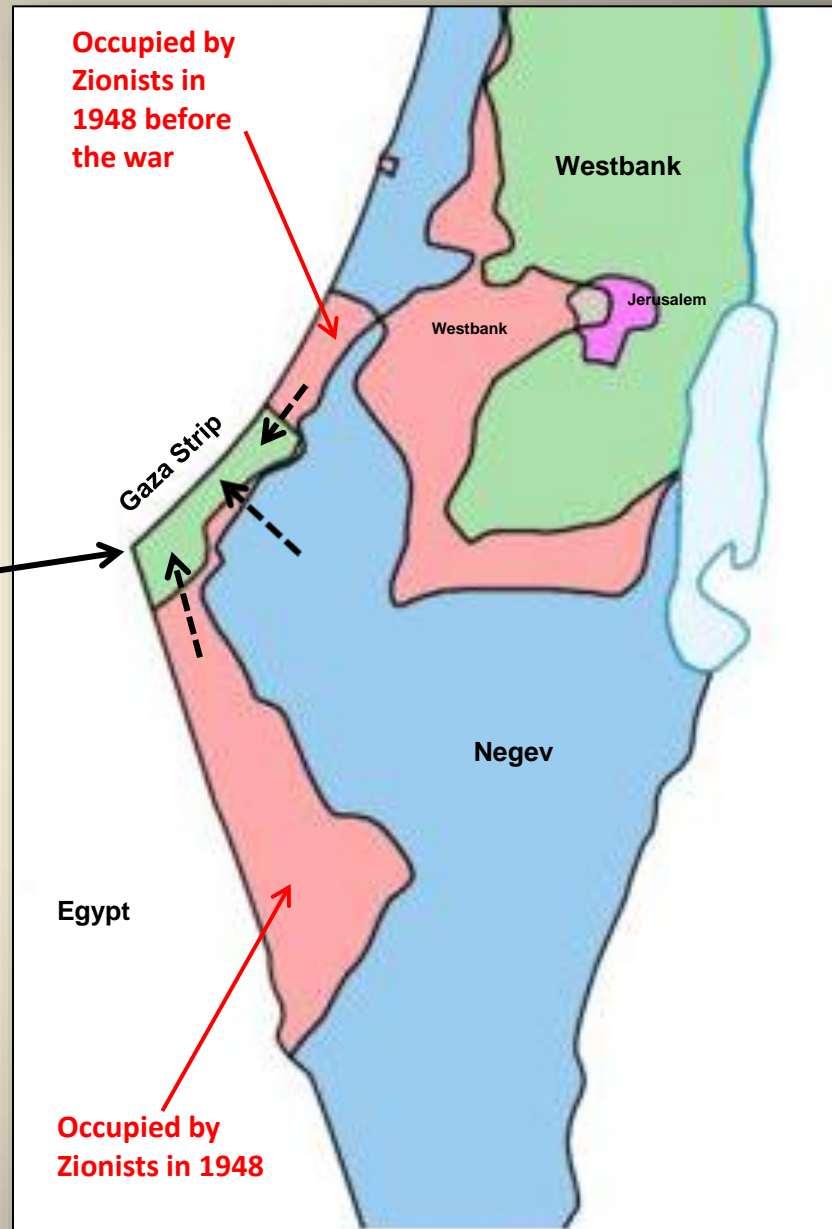 Occupied by
Zionists in
1948 before
the war
Westbank
Jerusalem
Westbank
Gaza Strip
Negev
Egypt
Occupied by
Zionists in 1948